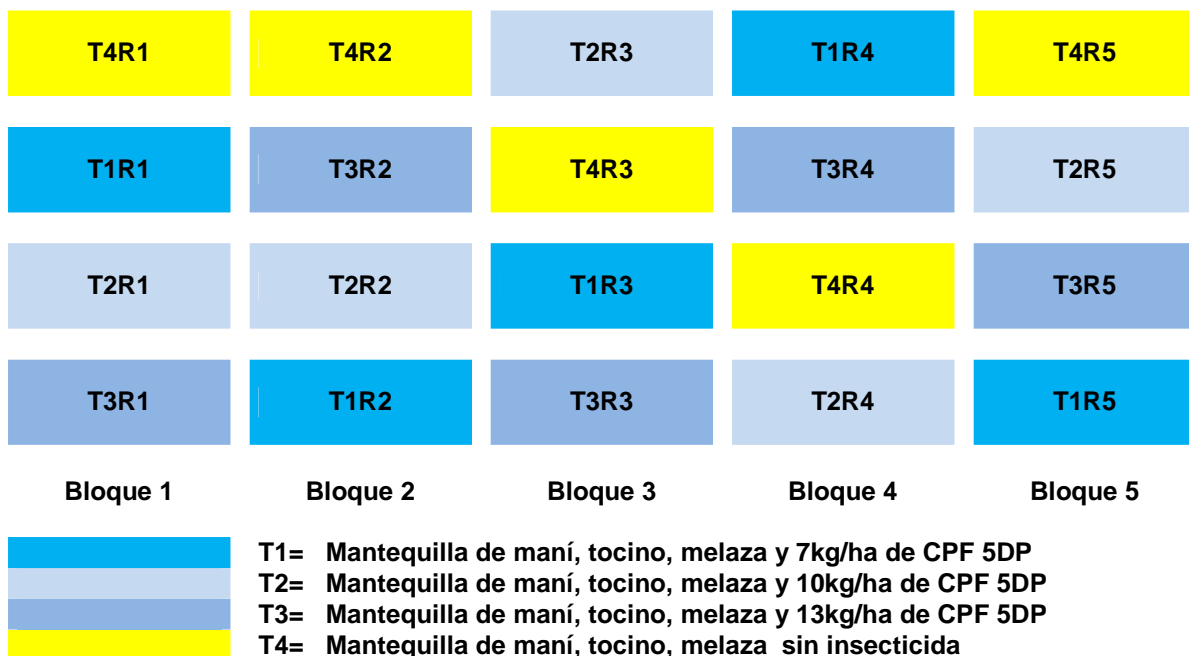 T4R1 T4R2 T2R3 T1R4 T4R5
T1R1 T3R2 T4R3 T3R4 T2R5
T2R1 T2R2 T1R3 T4R4 T3R5
T3R1 T1R2 T3R3 T2R4 T1R5
Bloque 1 Bloque 2 Bloque 3 Bloque 4 Bloque 5
T1= Mantequilla de maní, tocino, melaza y 7kg/ha de CPF 5DP
T2= Mantequilla de maní, tocino, melaza y 10kg/ha de CPF 5DP
T3= Mantequilla de maní, tocino, melaza y 13kg/ha de CPF 5DP
T4= Mantequilla de maní, tocino, melaza sin insecticida